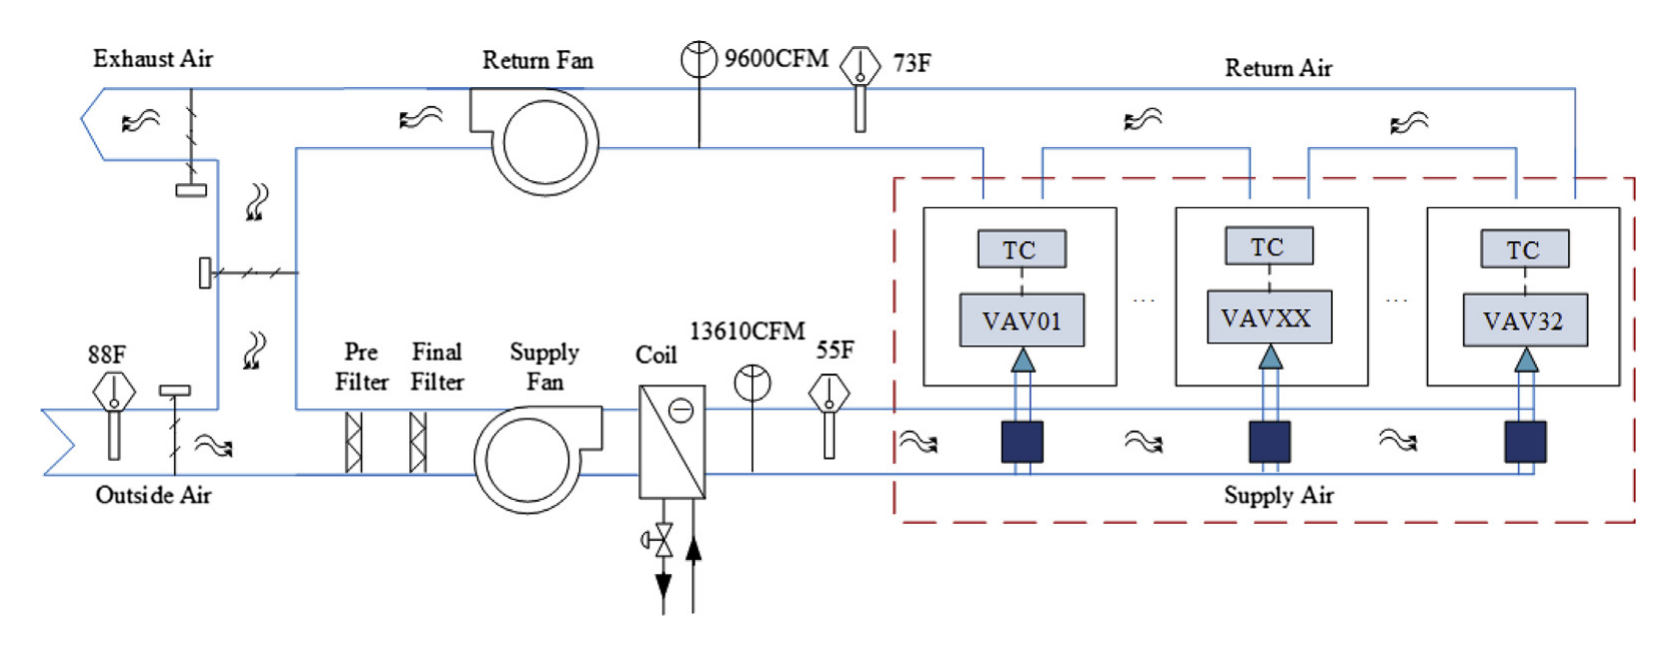 Exhaust Air
Return Fan
9600CFM
73F
Return Air
TC
TC
TC
VAV01
...
VAVXX
...
VAV32
88F
Pre
Filter
Final
Filter
Supply
Fan
Coil
13610CFM
55F
Outside Air
Supply Air